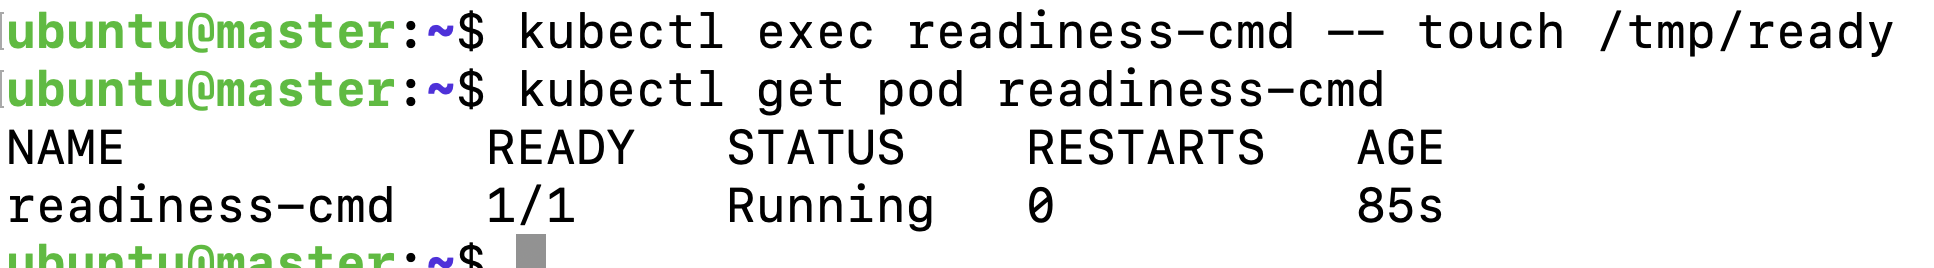 ubuntu@master:~$ kubectl exec readiness-cmd -- touch /tmp/ready
ubuntu@master:~$ kubectl get pod readiness-cmd
NAME            READY   STATUS    RESTARTS   AGE
readiness-cmd   1/1     Running   0          85s
ubuntu@master:~$